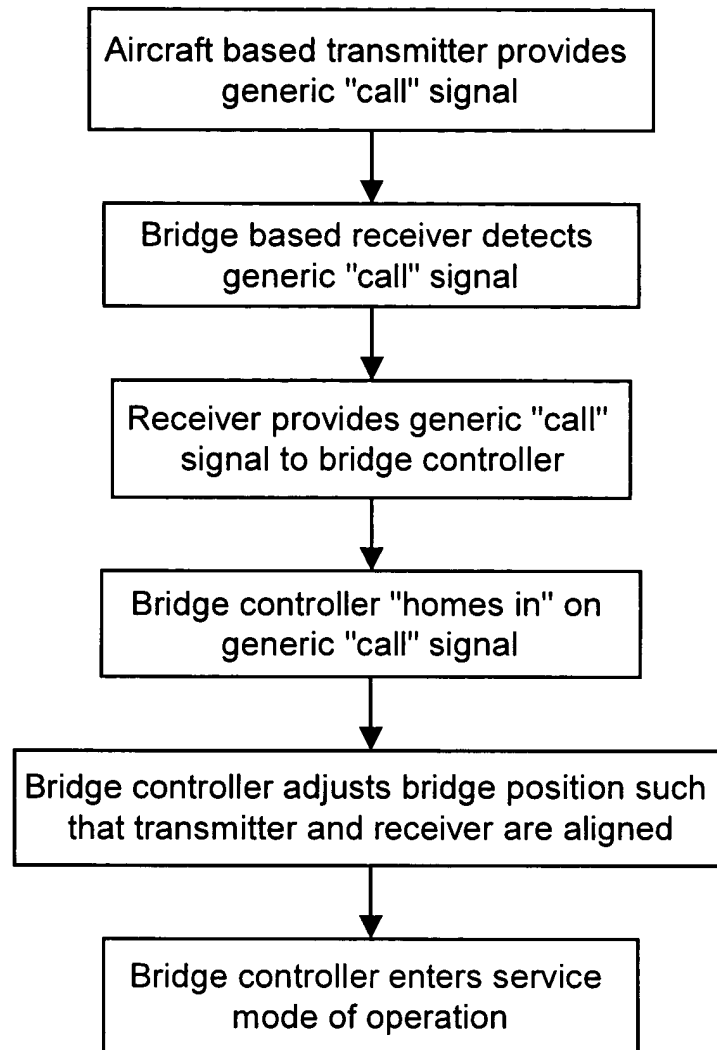 Aircraft based transmitter provides
generic "call" signal
Bridge based receiver detects
generic "call" signal
Receiver provides generic "call"
signal to bridge controller
Bridge controller "homes in" on
generic "call" signal
Bridge controller adjusts bridge position such
that transmitter and receiver are aligned
Bridge controller enters service
mode of operation